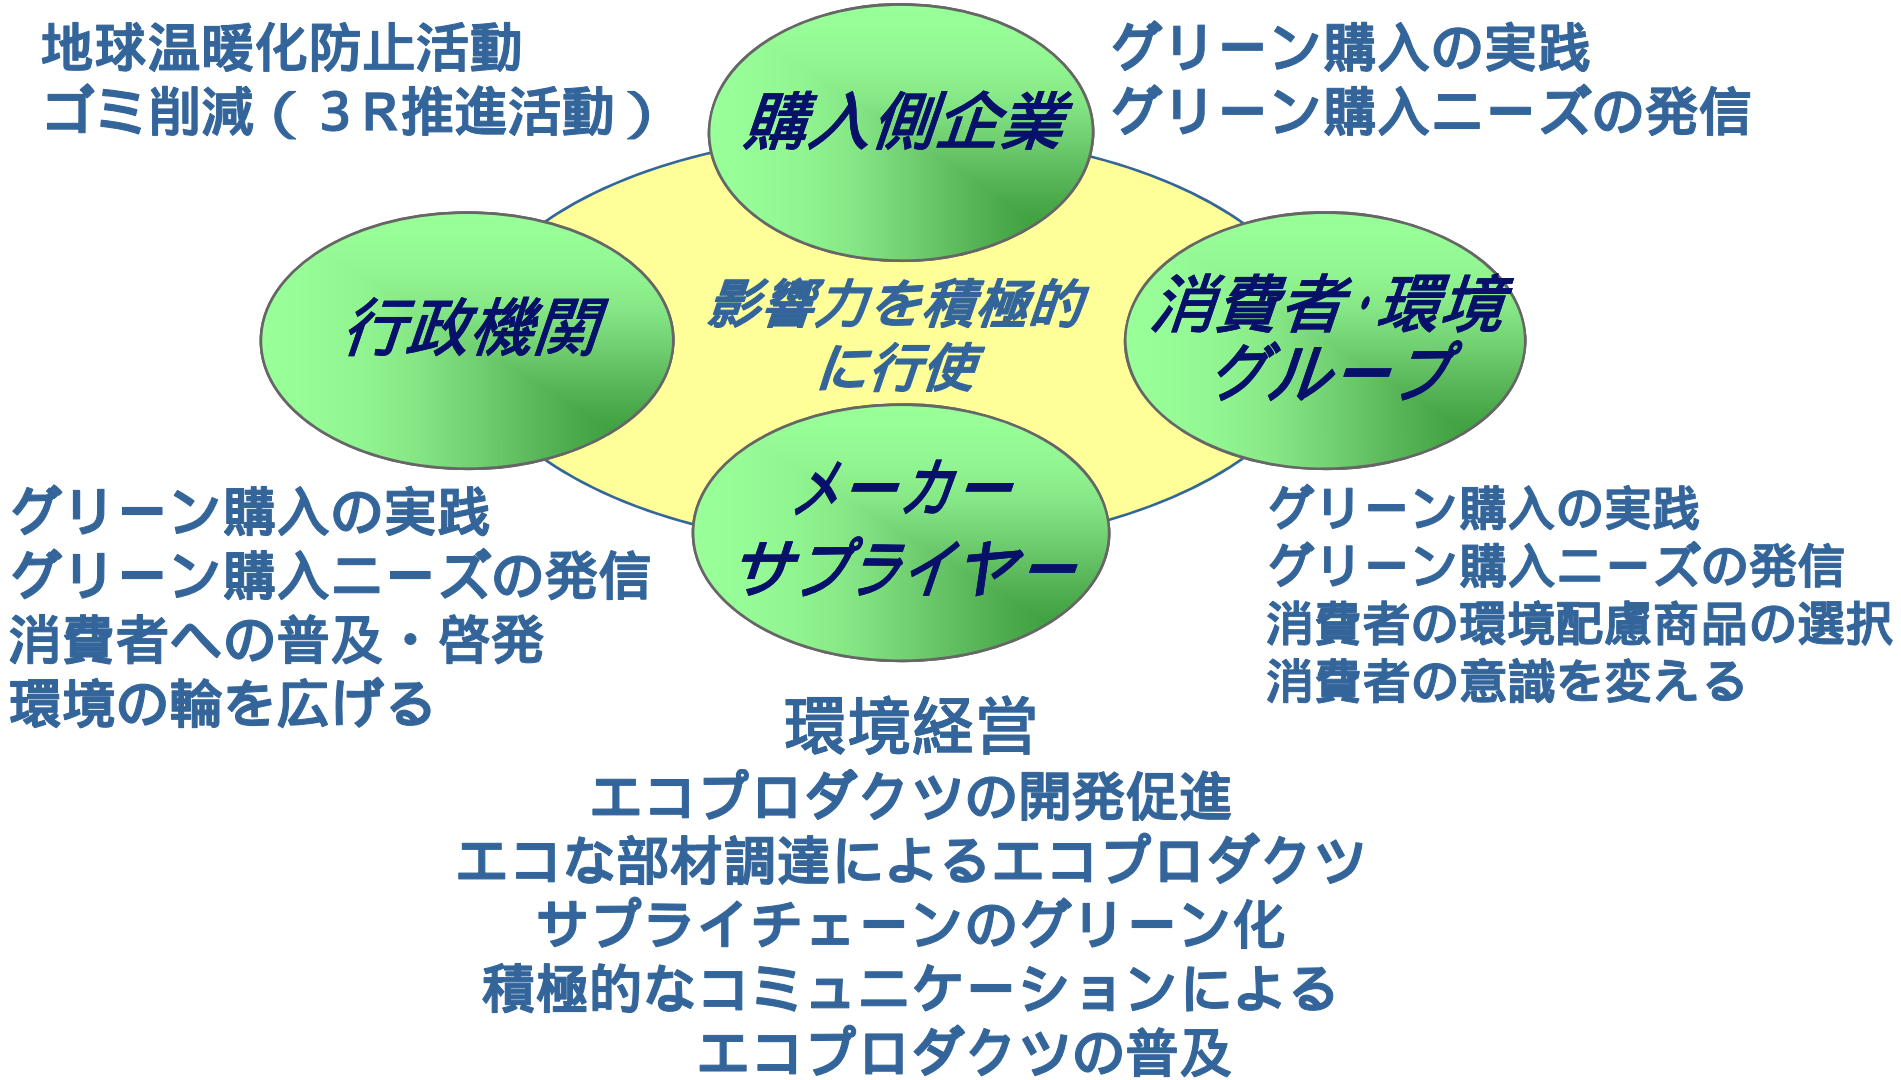 地球温暖化防止活動
ゴミ削減（３Ｒ推進活動）
購入側企業
グリーン購入の実践
グリーン購入ニーズの発信
行政機関
影響力を積極的
に行使
消費者･環境
グループ
メーカー
サプライヤー
グリーン購入の実践
グリーン購入ニーズの発信
消費者への普及・啓発
環境の輪を広げる
グリーン購入の実践
グリーン購入ニーズの発信
消費者の環境配慮商品の選択
消費者の意識を変える
環境経営
エコプロダクツの開発促進
エコな部材調達によるエコプロダクツ
サプライチェーンのグリーン化
積極的なコミュニケーションによる
エコプロダクツの普及